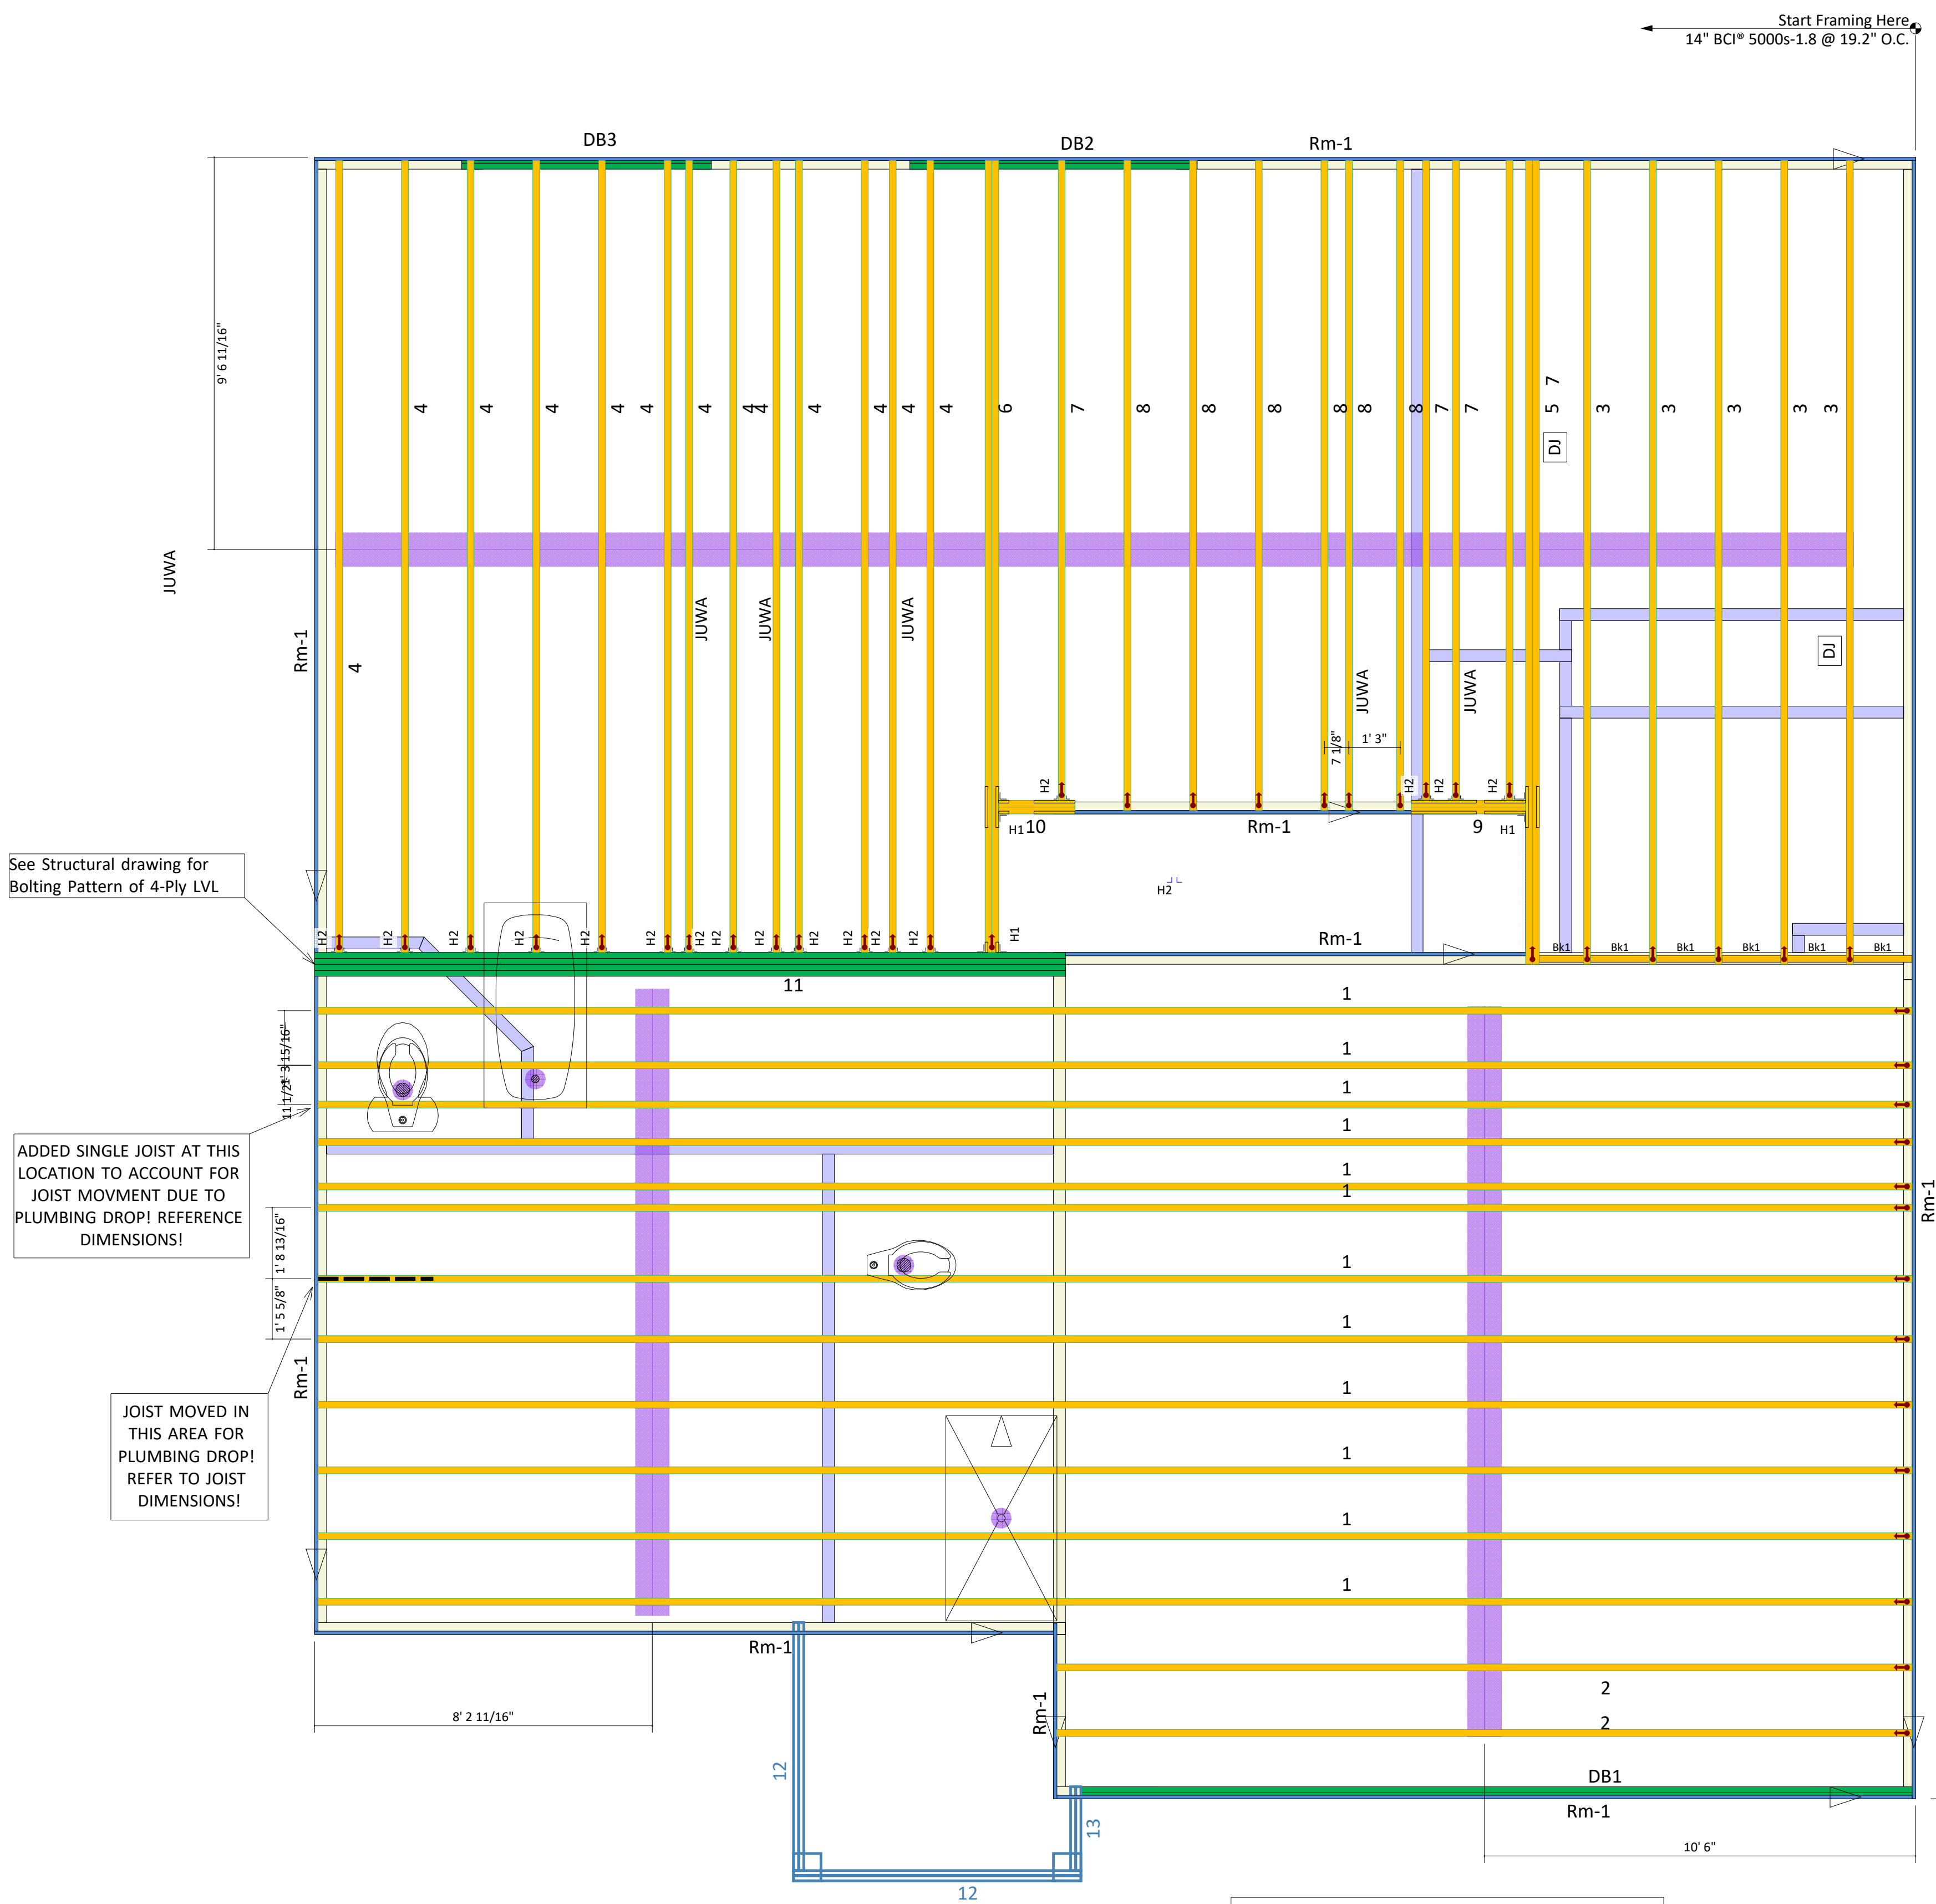 Start Framing Here
14" BCI® 5000s-1.8 @ 19.2" O.C.
DB3
DB2
Rm-1
9' 6 11/16"
JUWA
Rm-1
4
4
4
4
4
4
4
4
4
4
4
4
4
4
6
7
8
8
8
8
8
8
7
7
5
7
3
3
3
3
3
DJ
DJ
JUWA
JUWA
JUWA
JUWA
JUWA
7 1/8"
1' 3"
H2
H2
H2
H2
H1
10
Rm-1
9
H1
H2
See Structural drawing for
Bolting Pattern of 4-Ply LVL
H2
H2
H2
H2
H2
H2
H2
H2
H2
H2
H2
H2
H2
H1
Rm-1
Bk1
Bk1
Bk1
Bk1
Bk1
Bk1
11
1
1
1
1
1
1
1
1
1
1
1
1
1' 3 15/16"
11 1/2"
ADDED SINGLE JOIST AT THIS
LOCATION TO ACCOUNT FOR
JOIST MOVMENT DUE TO
PLUMBING DROP! REFERENCE
DIMENSIONS!
Rm-1
1' 8 13/16"
1' 5 5/8"
Rm-1
JOIST MOVED IN
THIS AREA FOR
PLUMBING DROP!
REFER TO JOIST
DIMENSIONS!
Rm-1
Rm-1
2
2
8' 2 11/16"
12
DB1
Rm-1
13
10' 6"
12